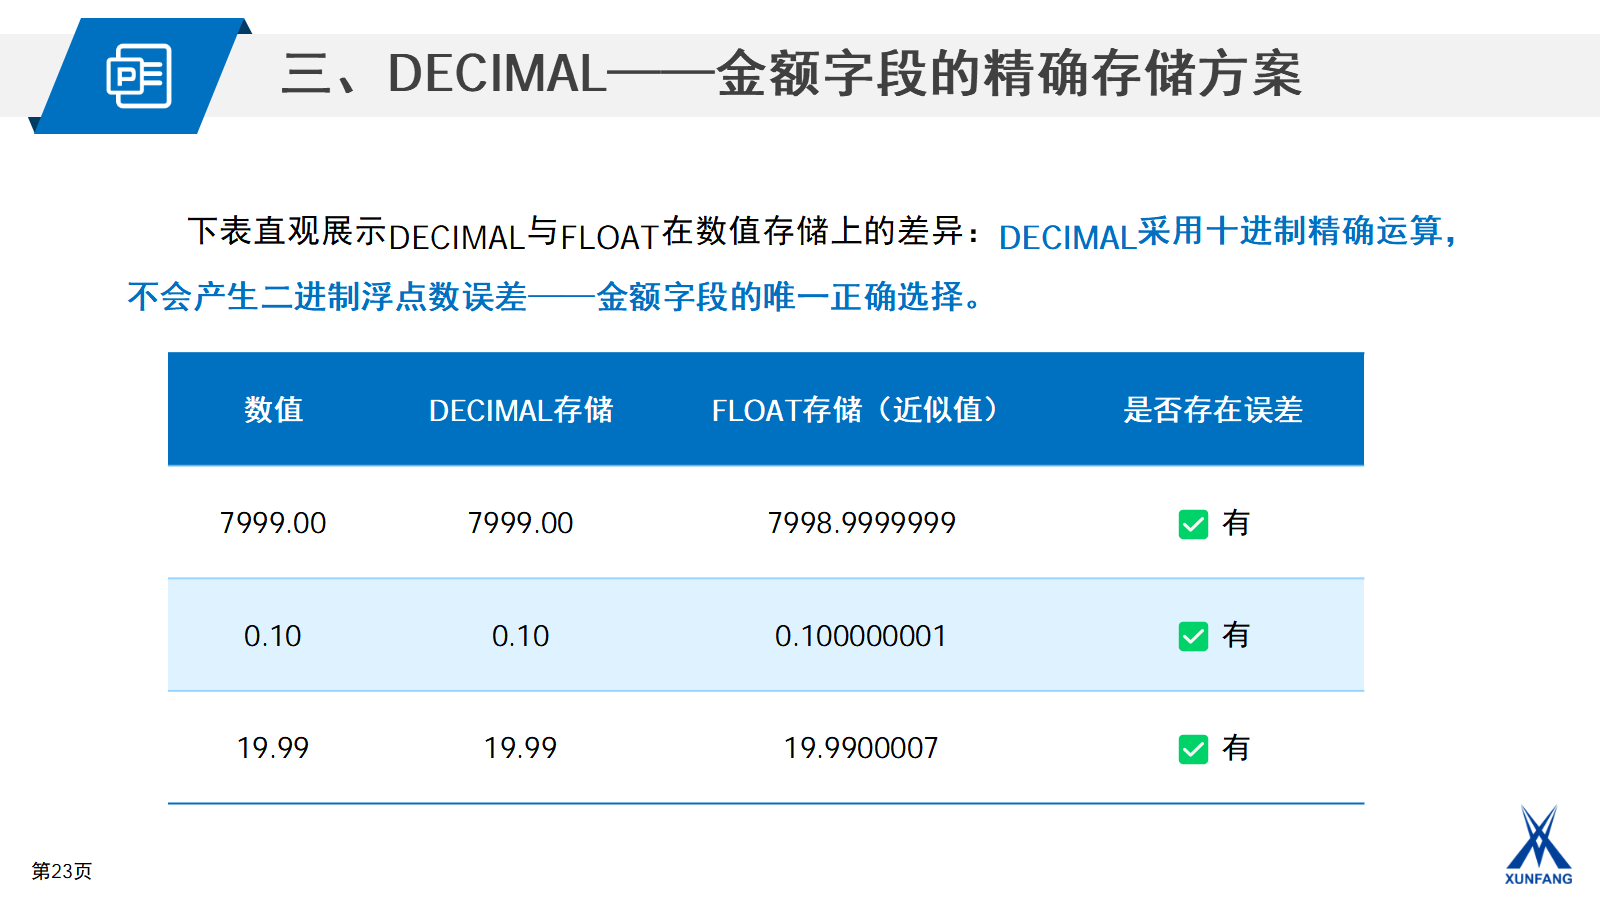 三、DECIMAL——金额字段的精确存储方案
下表直观展示DECIMAL与FLOAT在数值存储上的差异：DECIMAL采用十进制精确运算，
不会产生二进制浮点数误差——金额字段的唯一正确选择。
数值 DECIMAL存储 FLOAT存储（近似值） 是否存在误差
7999.00 7999.00 7998.9999999 ✅ 有
0.10 0.10 0.100000001 ✅ 有
19.99 19.99 19.9900007 ✅ 有
第23页
XUNFANG